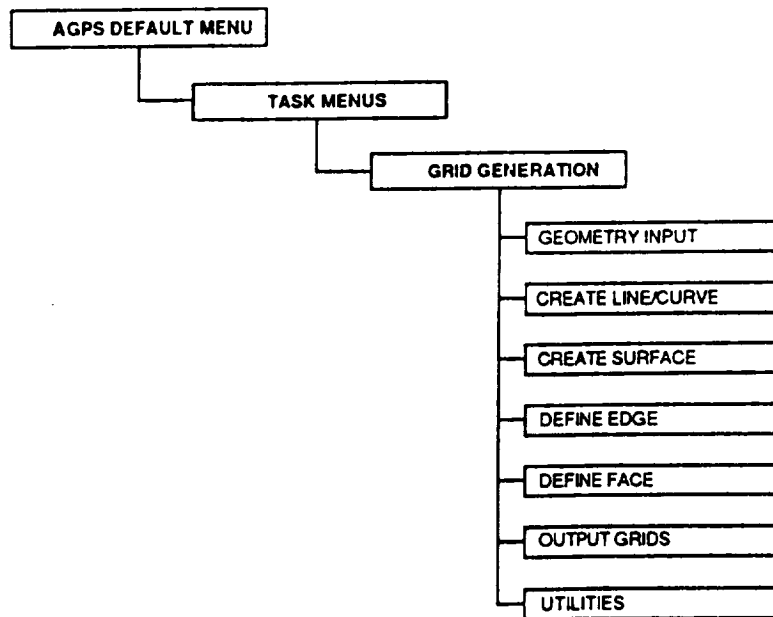 AGPS DEFAULT MENU
TASK MENUS
GRID GENERATION
GEOMETRY INPUT
CREATE LINE/CURVE
CREATE SURFACE
DEFINE EDGE
DEFINE FACE
OUTPUT GRIDS
UTILITIES